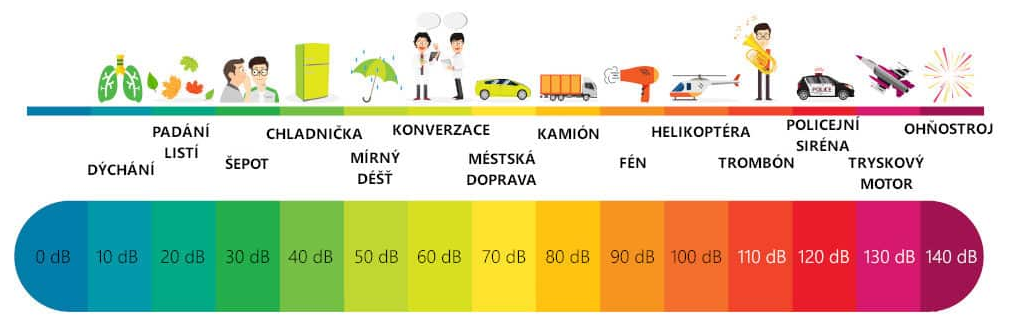 POLICE
DÝCHÁNÍ
PADÁNÍ
LISTÍ
ŠEPOT
CHLADNIČKA
MÍRNÝ
DÉŠŤ
KONVERZACE
MÉSTSKÁ
DOPRAVA
KAMIÓN
FÉN
HELIKOPTÉRA
TROMBÓN
POLICEJNÍ
SIRÉNA
TRYSKOVÝ
MOTOR
OHŇOSTROJ
0 dB
10 dB
20 dB
30 dB
40 dB
50 dB
60 dB
70 dB
80 dB
90 dB
100 dB
110 dB
120 dB
130 dB
140 dB